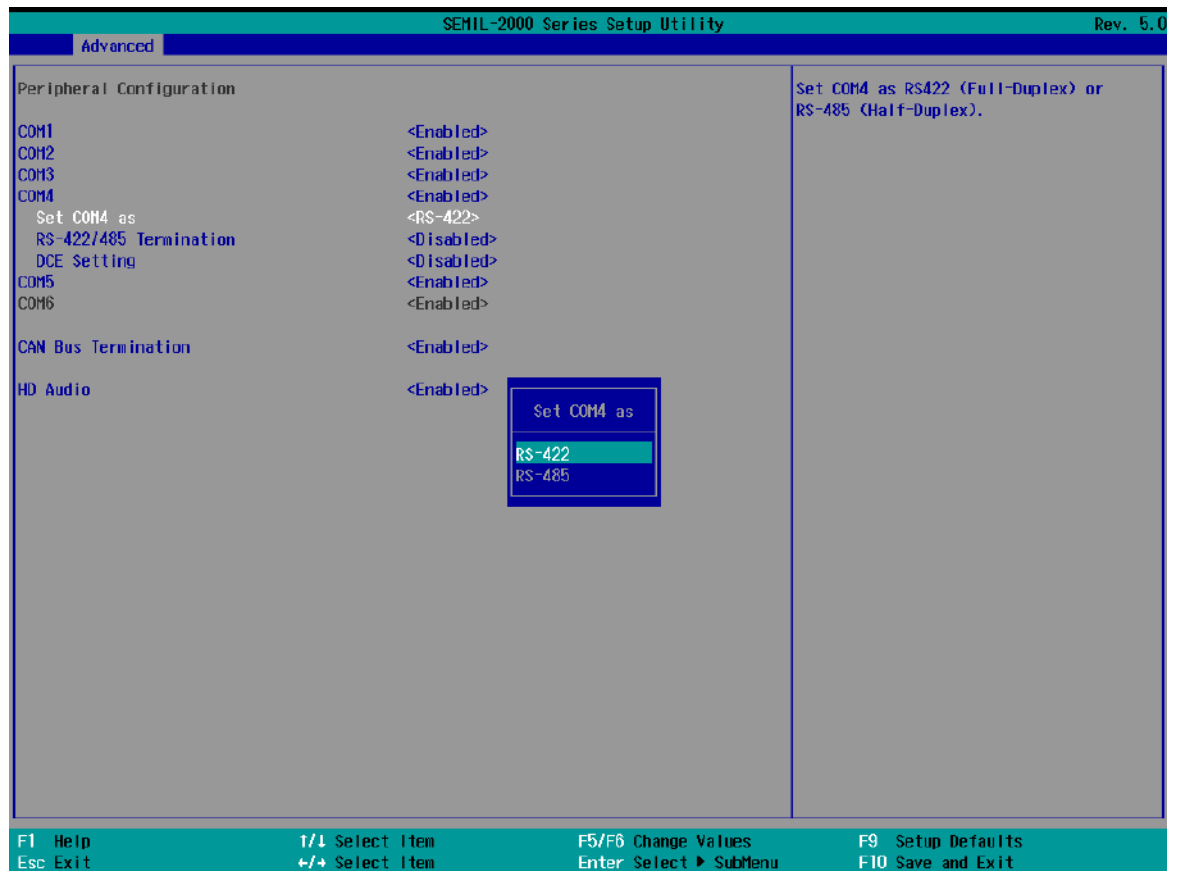 SEMIL-2000 Series Setup Utility Rev. 5.0
Advanced
Peripheral Configuration
COM1 <Enabled>
COM2 <Enabled>
COM3 <Enabled>
COM4 <Enabled>
Set COM4 as <RS-422>
RS-422/485 Termination <Disabled>
DCE Setting <Disabled>
COM5 <Enabled>
COM6 <Enabled>
CAN Bus Termination <Enabled>
HD Audio <Enabled>
Set COM4 as
RS-422
RS-485
Set COM4 as RS422 (Full-Duplex) or
RS-485 (Half-Duplex).
F1 Help ↑/↓ Select Item F5/F6 Change Values F9 Setup Defaults
Esc Exit ←/→ Select Item Enter Select ▶ SubMenu F10 Save and Exit